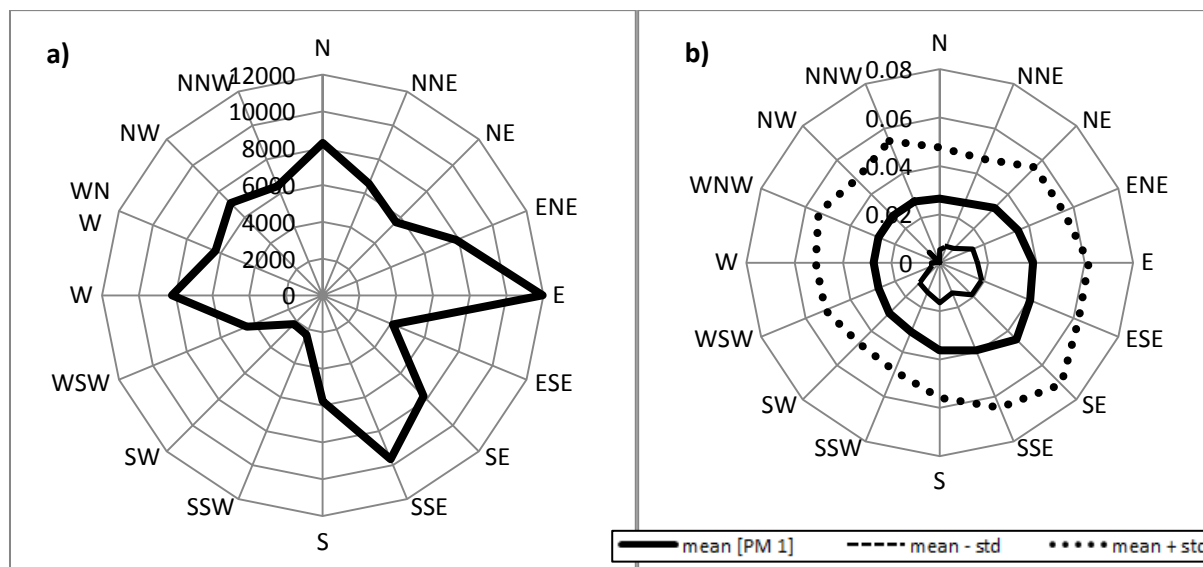 a)
N
NNE
NE
ENE
E
ESE
SE
SSE
S
SSW
SW
WSW
W
WN
W
NW
NNW
12000
10000
8000
6000
4000
2000
0
b)
N
NNE
NE
ENE
E
ESE
SE
SSE
S
SSW
SW
WSW
W
WNW
NW
NNW
0.08
0.06
0.04
0.02
0
mean [PM 1] mean - std mean + std